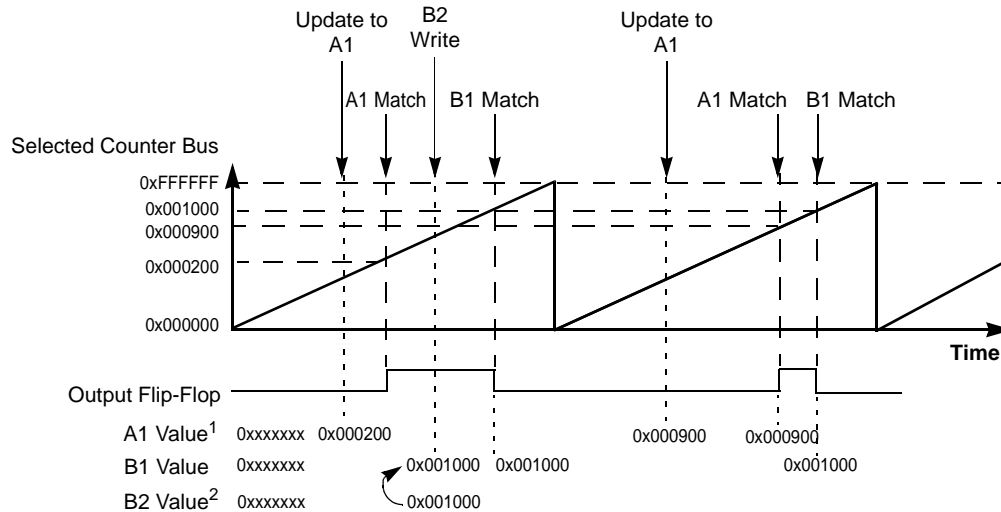 Update to
A1
B2
Write
Update to
A1
A1 Match
B1 Match
A1 Match
B1 Match
Selected Counter Bus
0xFFFFFF
0x001000
0x000900
0x000200
0x000000
Time
Output Flip-Flop
A1 Value1 0xxxxxxx 0x000200 0x000900 0x000900
B1 Value 0xxxxxxx 0x001000 0x001000 0x001000
B2 Value2 0xxxxxxx 0x001000